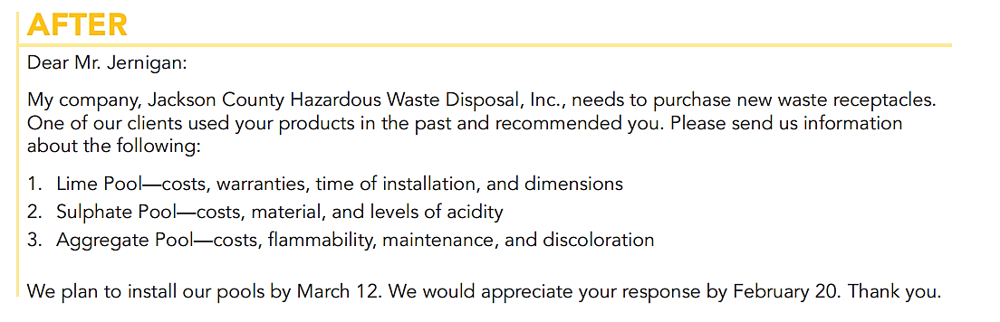 AFTER
Dear Mr. Jernigan:
My company, Jackson County Hazardous Waste Disposal, Inc., needs to purchase new waste receptacles.
One of our clients used your products in the past and recommended you. Please send us information
about the following:
1. Lime Pool—costs, warranties, time of installation, and dimensions
2. Sulphate Pool—costs, material, and levels of acidity
3. Aggregate Pool—costs, flammability, maintenance, and discoloration
We plan to install our pools by March 12. We would appreciate your response by February 20. Thank you.